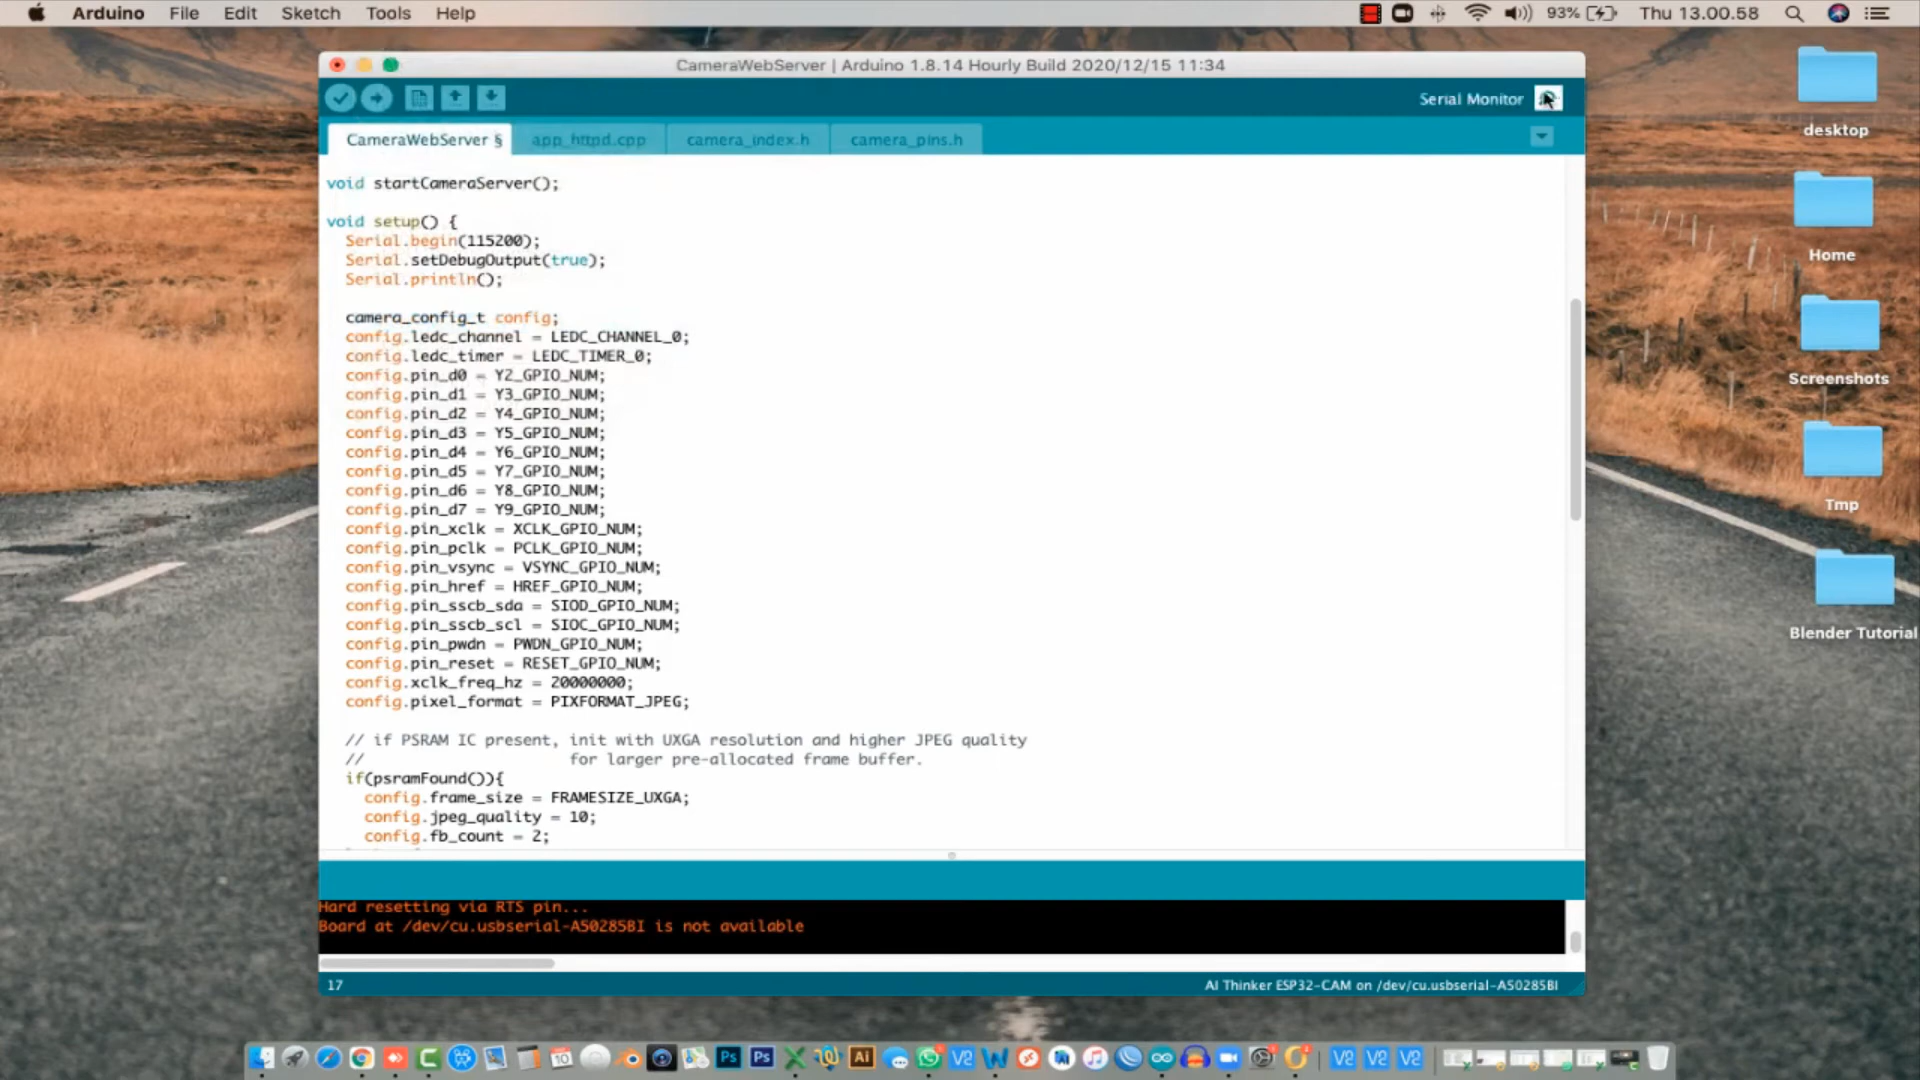 Arduino File Edit Sketch Tools Help 93% Thu 13.00.58
CameraWebServer | Arduino 1.8.14 Hourly Build 2020/12/15 11:34
Serial Monitor
CameraWebServer § app_httpd.cpp camera_index.h camera_pins.h
void startCameraServer();
void setup() {
Serial.begin(115200);
Serial.setDebugOutput(true);
Serial.println();
camera_config_t config;
config.ledc_channel = LEDC_CHANNEL_0;
config.ledc_timer = LEDC_TIMER_0;
config.pin_d0 = Y2_GPIO_NUM;
config.pin_d1 = Y3_GPIO_NUM;
config.pin_d2 = Y4_GPIO_NUM;
config.pin_d3 = Y5_GPIO_NUM;
config.pin_d4 = Y6_GPIO_NUM;
config.pin_d5 = Y7_GPIO_NUM;
config.pin_d6 = Y8_GPIO_NUM;
config.pin_d7 = Y9_GPIO_NUM;
config.pin_xclk = XCLK_GPIO_NUM;
config.pin_pclk = PCLK_GPIO_NUM;
config.pin_vsync = VSYNC_GPIO_NUM;
config.pin_href = HREF_GPIO_NUM;
config.pin_sscb_sda = SIOD_GPIO_NUM;
config.pin_sscb_scl = SIOC_GPIO_NUM;
config.pin_pwdn = PWDN_GPIO_NUM;
config.pin_reset = RESET_GPIO_NUM;
config.xclk_freq_hz = 20000000;
config.pixel_format = PIXFORMAT_JPEG;
// if PSRAM IC present, init with UXGA resolution and higher JPEG quality
// for larger pre-allocated frame buffer.
if(psramFound()){
config.frame_size = FRAMESIZE_UXGA;
config.jpeg_quality = 10;
config.fb_count = 2;
Hard resetting via RTS pin...
Board at /dev/cu.usbserial-A50285BI is not available
17
AI Thinker ESP32-CAM on /dev/cu.usbserial-A50285BI
desktop
Home
Screenshots
Tmp
Blender Tutorial
10 Ps Ps Ai V2 V2 V2 V2